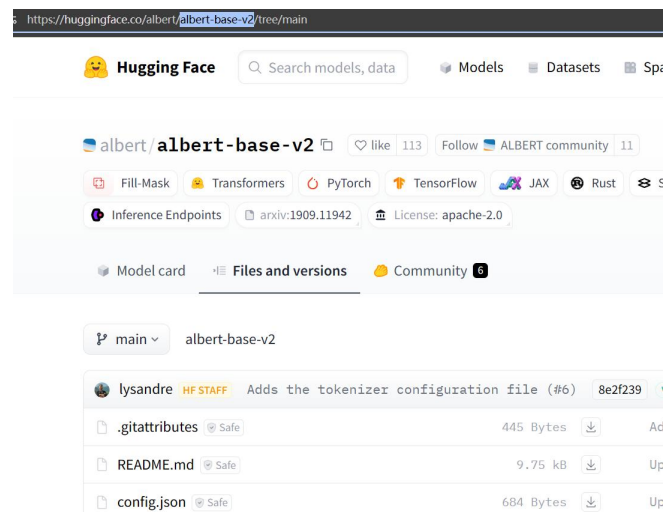 https://huggingface.co/albert/albert-base-v2/tree/main
Hugging Face Search models, data Models Datasets
albert/albert-base-v2 like 113 Follow ALBERT community 11
Fill-Mask Transformers PyTorch TensorFlow JAX Rust
Inference Endpoints arxiv:1909.11942 License: apache-2.0
Model card Files and versions Community 6
main albert-base-v2
lysandre HF STAFF Adds the tokenizer configuration file (#6) 8e2f239
.gitattributes Safe 445 Bytes
README.md Safe 9.75 kB
config.json Safe 684 Bytes